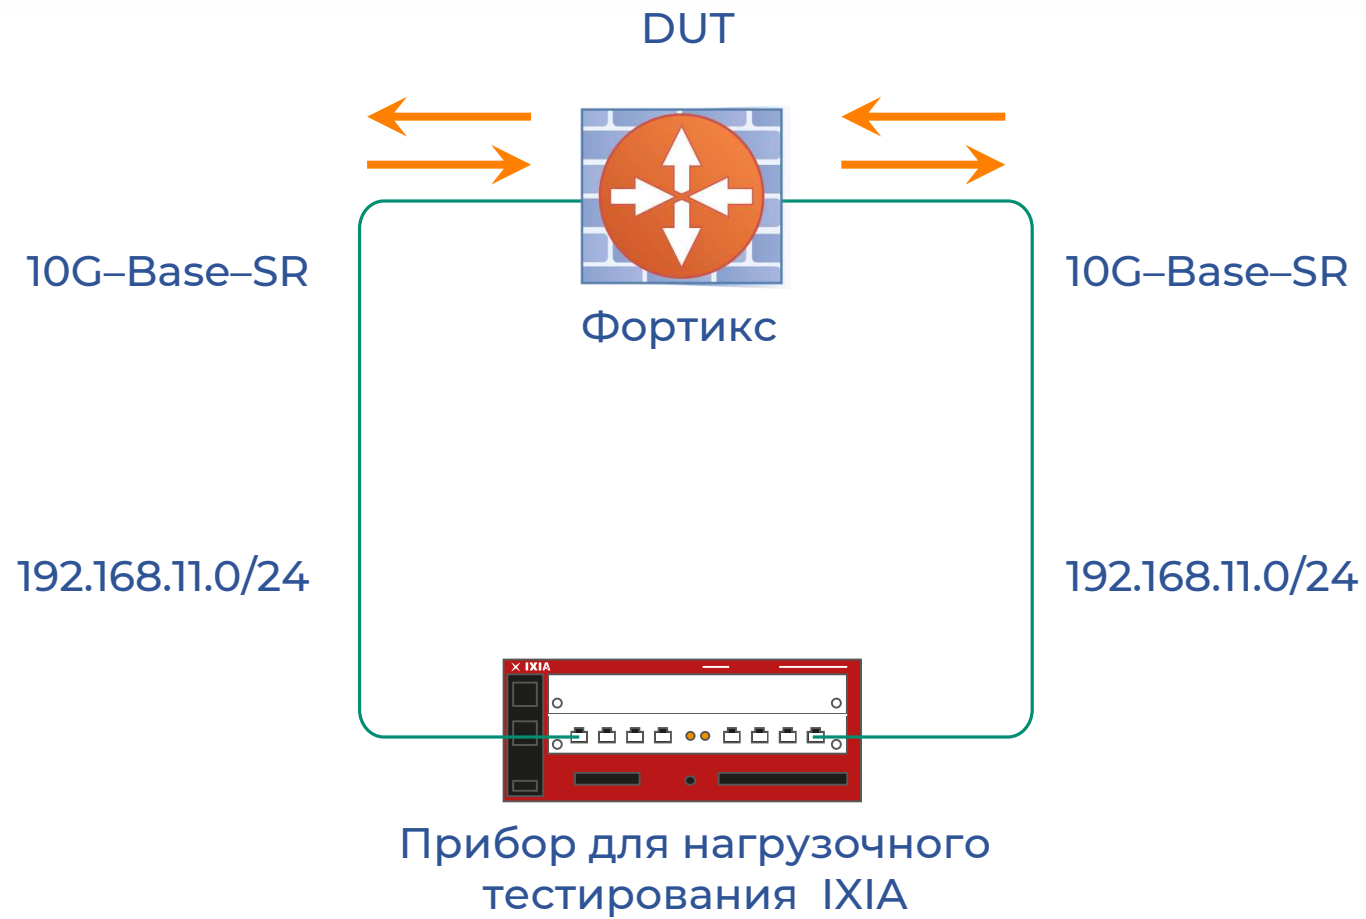 DUT
10G–Base–SR
10G–Base–SR
Фортикс
192.168.11.0/24
192.168.11.0/24
IXIA
Прибор для нагрузочного
тестирования IXIA